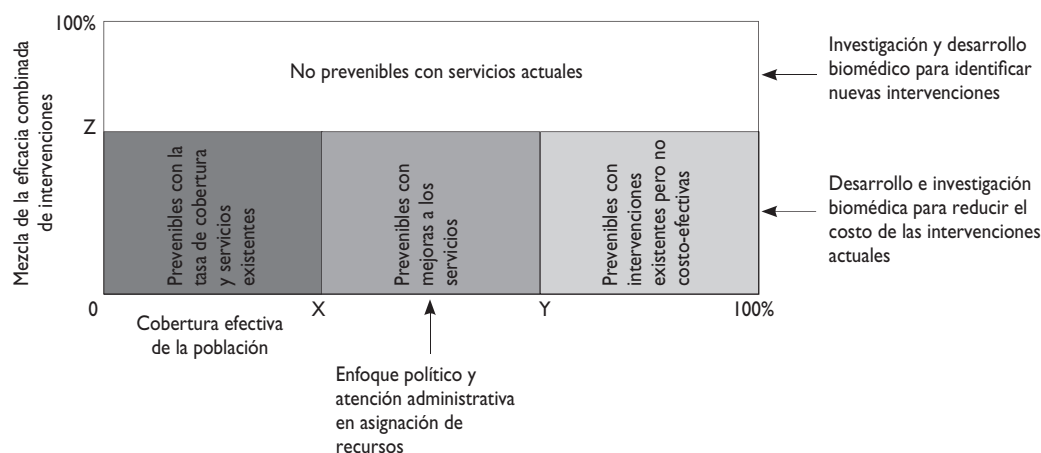 100%
Mezcla de la eficacia combinada
de intervenciones
No prevenibles con servicios actuales
Investigación y desarrollo
biomédico para identificar
nuevas intervenciones
Z
Prevenibles con la
tasa de cobertura
y servicios
existentes
Prevenibles con
mejoras a los
servicios
Prevenibles con
intervenciones
existentes pero no
costo-efectivas
Desarrollo e investigación
biomédica para reducir el
costo de las intervenciones
actuales
0
X
Y
100%
Cobertura efectiva
de la población
Enfoque político y
atención administrativa
en asignación de
recursos